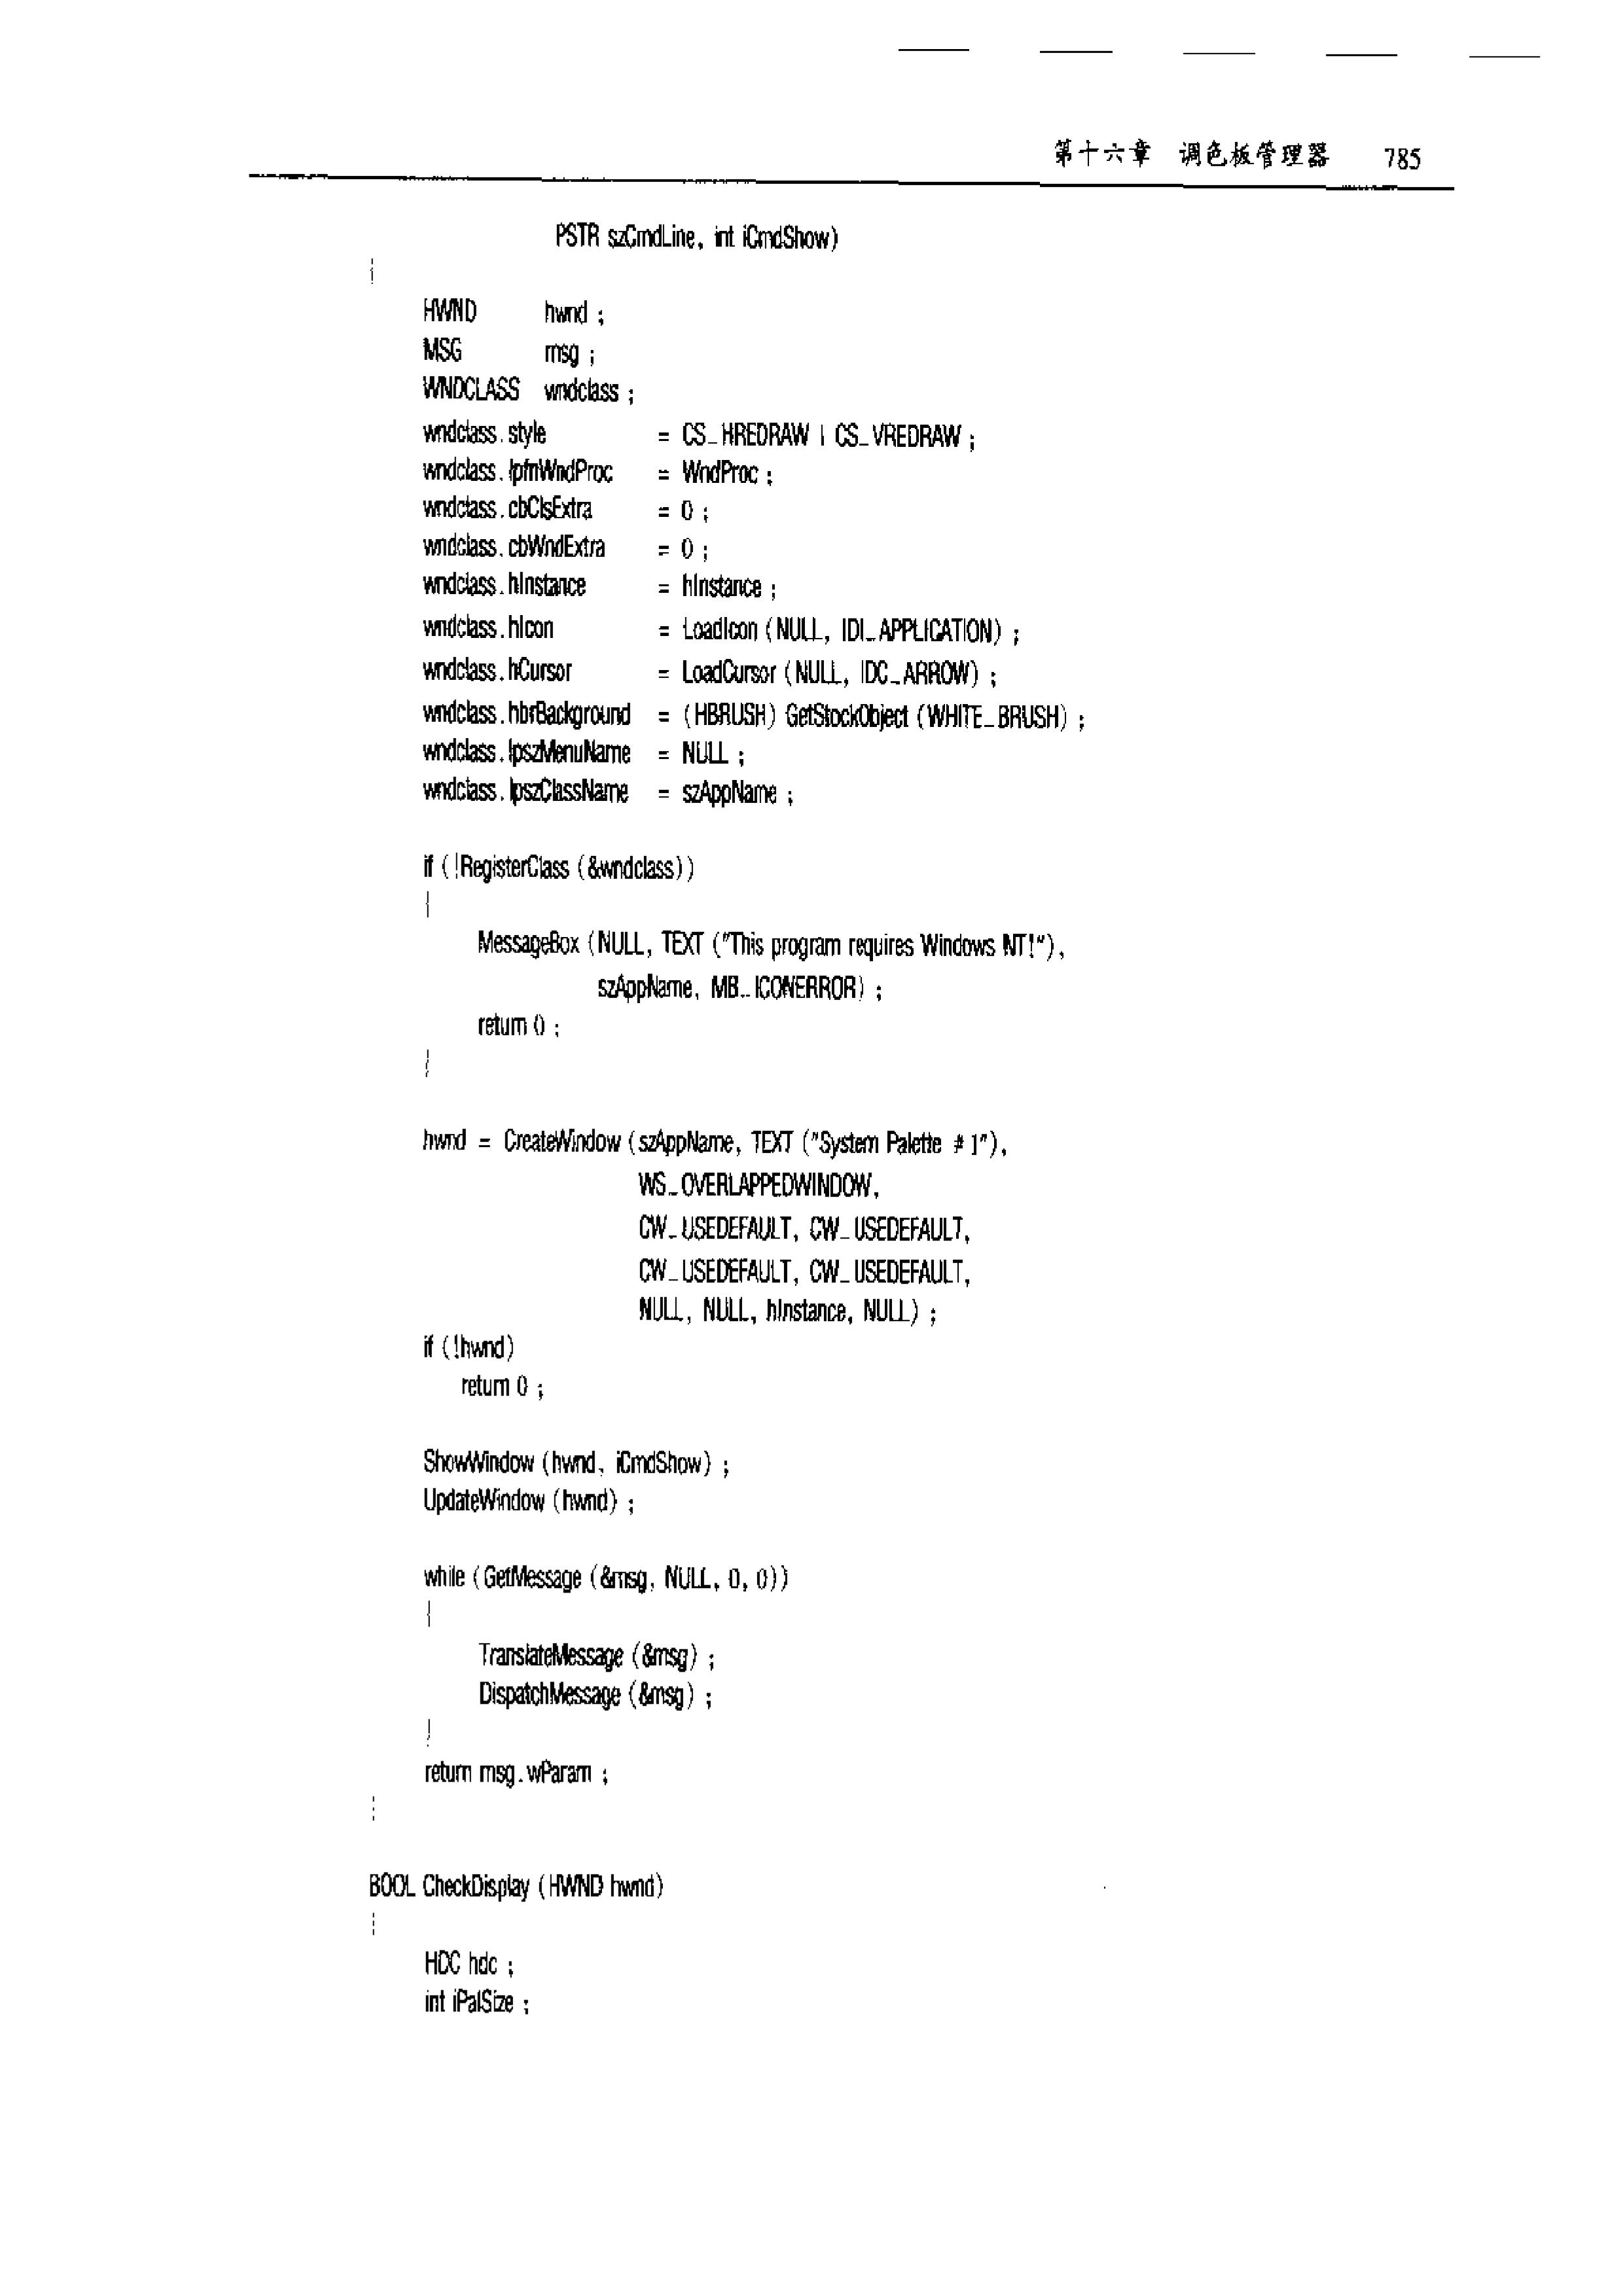 第十六章 调色板管理器 785
PSTR szCmdLine, int iCmdShow)
{
HWND hwnd ;
MSG msg ;
WNDCLASS wndclass ;
wndclass.style = CS_HREDRAW | CS_VREDRAW ;
wndclass.lpfnWndProc = WndProc ;
wndclass.cbClsExtra = 0 ;
wndclass.cbWndExtra = 0 ;
wndclass.hInstance = hInstance ;
wndclass.hIcon = LoadIcon (NULL, IDI_APPLICATION) ;
wndclass.hCursor = LoadCursor (NULL, IDC_ARROW) ;
wndclass.hbrBackground = (HBRUSH) GetStockObject (WHITE_BRUSH) ;
wndclass.lpszMenuName = NULL ;
wndclass.lpszClassName = szAppName ;
if (!RegisterClass (&wndclass))
{
MessageBox (NULL, TEXT ("This program requires Windows NT!"),
szAppName, MB_ICONERROR) ;
return 0 ;
}
hwnd = CreateWindow (szAppName, TEXT ("System Palette #1"),
WS_OVERLAPPEDWINDOW,
CW_USEDEFAULT, CW_USEDEFAULT,
CW_USEDEFAULT, CW_USEDEFAULT,
NULL, NULL, hInstance, NULL) ;
if (!hwnd)
return 0 ;
ShowWindow (hwnd, iCmdShow) ;
UpdateWindow (hwnd) ;
while (GetMessage (&msg, NULL, 0, 0))
{
TranslateMessage (&msg) ;
DispatchMessage (&msg) ;
}
return msg.wParam ;
}
BOOL CheckDisplay (HWND hwnd)
{
HDC hdc ;
int iPalSize ;